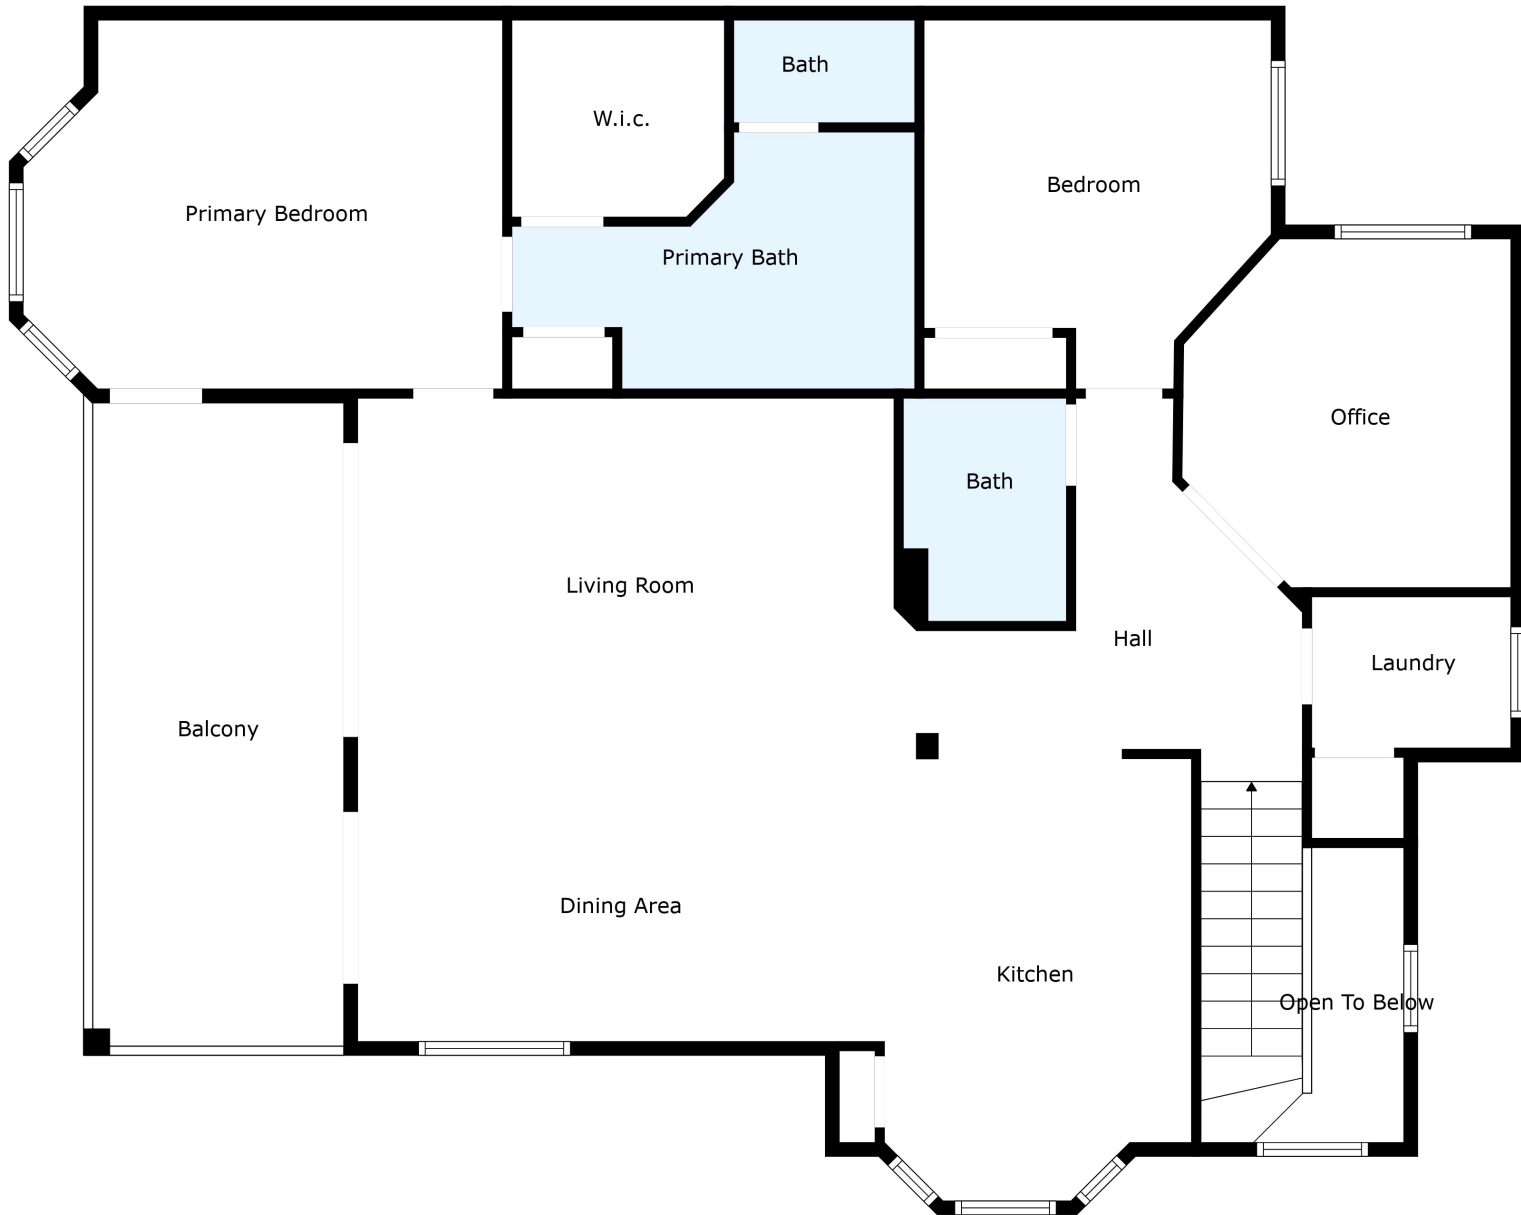 Bath
W.i.c.
Bedroom
Primary Bedroom
Primary Bath
Office
Bath
Living Room
Hall
Laundry
Balcony
Dining Area
Kitchen
Open To Below